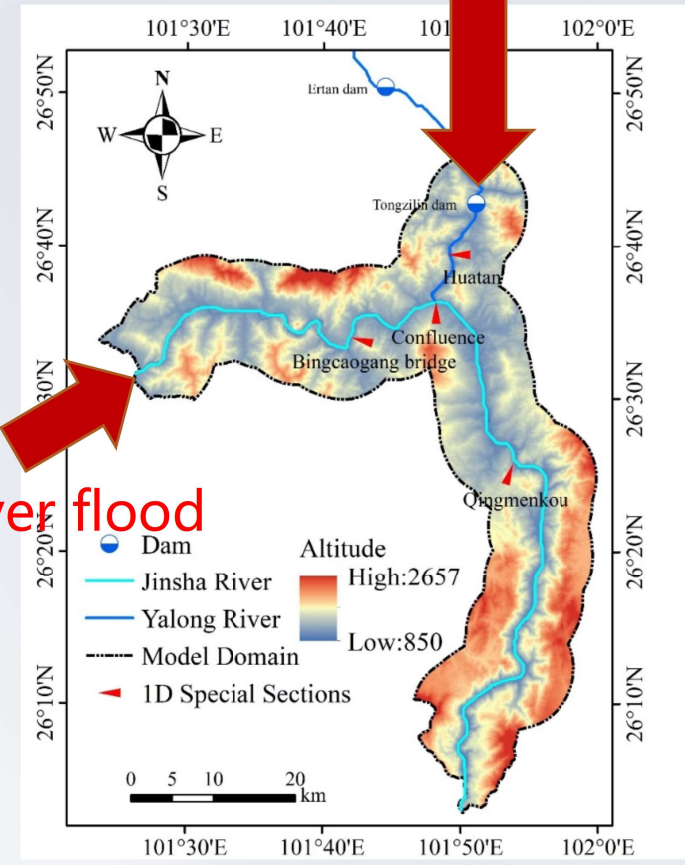 101°30'E 101°40'E 101 102°0'E
26°50'N 26°50'N
N
W E
S
Ertan dam
Tongzilin dam
26°40'N 26°40'N
Huatan
Confluence
Bingcaogang bridge
30'N 26°30'N
ver flood
Qingmenkou
26°20'N 26°20'N
Dam
Jinsha River
Yalong River
Model Domain
1D Special Sections
Altitude
High:2657
Low:850
26°10'N 26°10'N
0 5 10 20
km
101°30'E 101°40'E 101°50'E 102°0'E